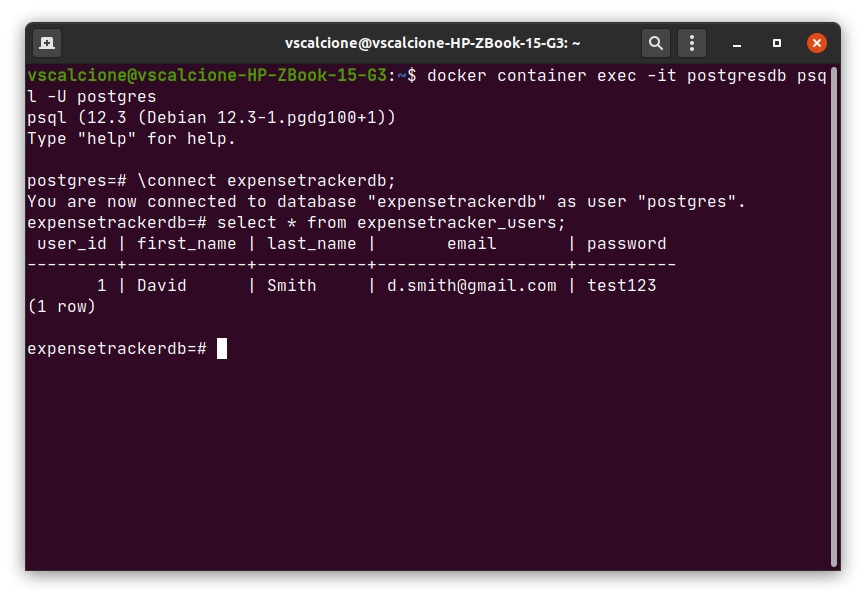 vscalcione@vscalcione-HP-ZBook-15-G3: ~
vscalcione@vscalcione-HP-ZBook-15-G3:~$ docker container exec -it postgresdb psq
l -U postgres
psql (12.3 (Debian 12.3-1.pgdg100+1))
Type "help" for help.
postgres=# \connect expensetrackerdb;
You are now connected to database "expensetrackerdb" as user "postgres".
expensetrackerdb=# select * from expensetracker_users;
 user_id | first_name | last_name |       email       | password
---------+------------+-----------+-------------------+----------
       1 | David      | Smith     | d.smith@gmail.com | test123
(1 row)
expensetrackerdb=#